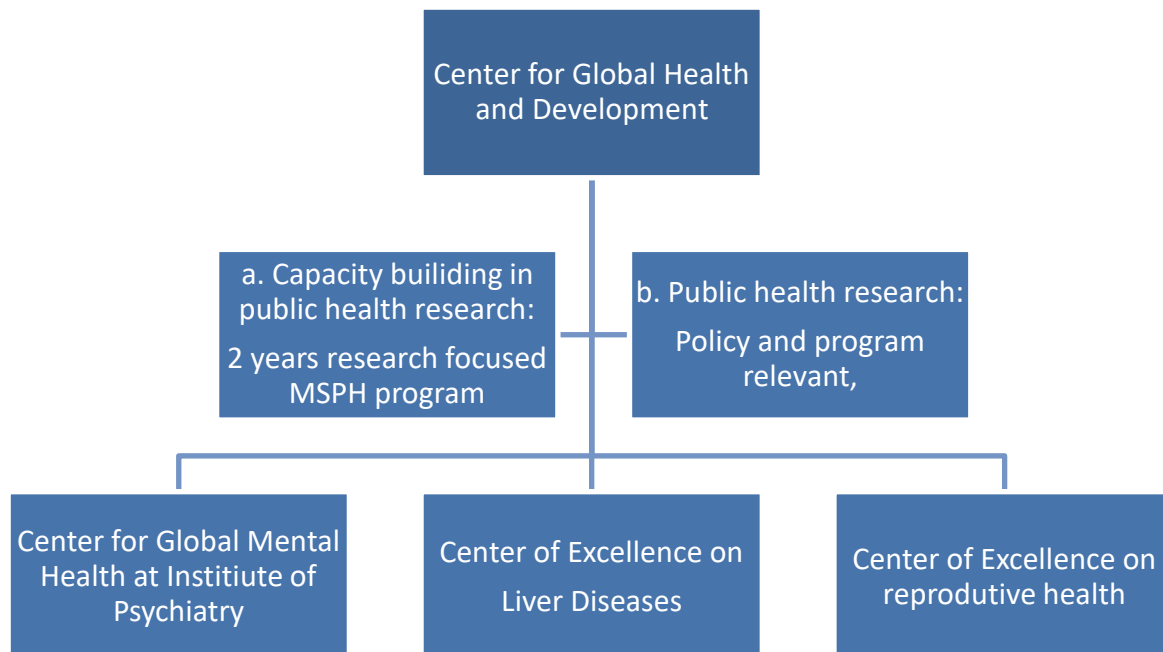 Center for Global Health
and Development
a. Capacity builiding in
public health research:
2 years research focused
MSPH program
b. Public health research:
Policy and program
relevant,
Center for Global Mental
Health at Institiute of
Psychiatry
Center of Excellence on
Liver Diseases
Center of Excellence on
reprodutive health